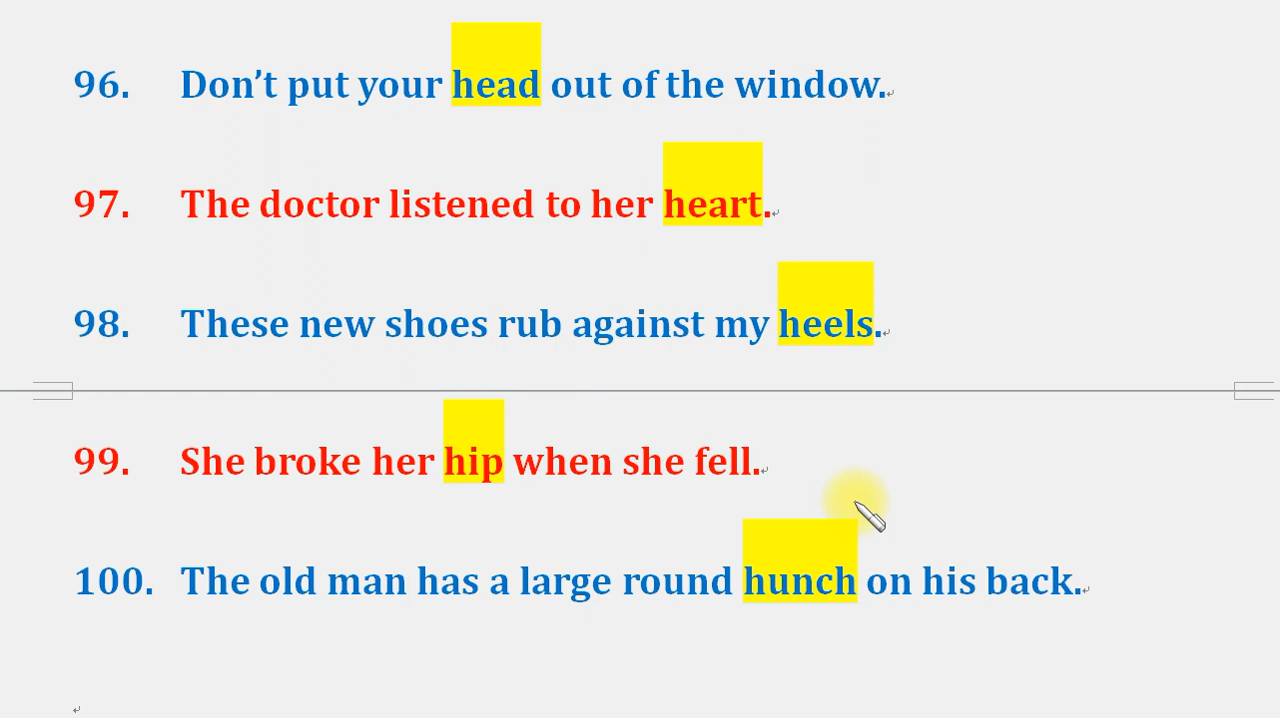 96. Don’t put your head out of the window.
97. The doctor listened to her heart.
98. These new shoes rub against my heels.
99. She broke her hip when she fell.
100. The old man has a large round hunch on his back.